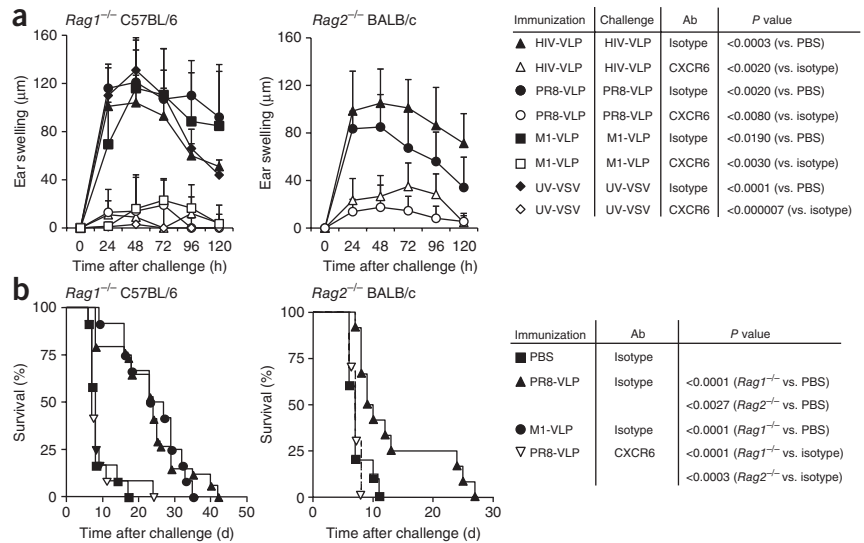 a
Rag1–/– C57BL/6
160
120
80
40
0
Ear swelling (μm)
0 24 48 72 96 120
Time after challenge (h)
Rag2–/– BALB/c
160
120
80
40
0
Ear swelling (μm)
0 24 48 72 96 120
Time after challenge (h)
Immunization Challenge Ab P value
HIV-VLP HIV-VLP Isotype <0.0003 (vs. PBS)
HIV-VLP HIV-VLP CXCR6 <0.0020 (vs. isotype)
PR8-VLP PR8-VLP Isotype <0.0020 (vs. PBS)
PR8-VLP PR8-VLP CXCR6 <0.0080 (vs. isotype)
M1-VLP M1-VLP Isotype <0.0190 (vs. PBS)
M1-VLP M1-VLP CXCR6 <0.0030 (vs. isotype)
UV-VSV UV-VSV Isotype <0.0001 (vs. PBS)
UV-VSV UV-VSV CXCR6 <0.000007 (vs. isotype)
b
Rag1–/– C57BL/6
100
75
50
25
0
Survival (%)
0 10 20 30 40 50
Time after challenge (d)
Rag2–/– BALB/c
100
75
50
25
0
Survival (%)
0 10 20 30
Time after challenge (d)
Immunization Ab P value
PBS Isotype
PR8-VLP Isotype <0.0001 (Rag1–/– vs. PBS)
<0.0027 (Rag2–/– vs. PBS)
M1-VLP Isotype <0.0001 (Rag1–/– vs. PBS)
PR8-VLP CXCR6 <0.0001 (Rag1–/– vs. isotype)
<0.0003 (Rag2–/– vs. isotype)